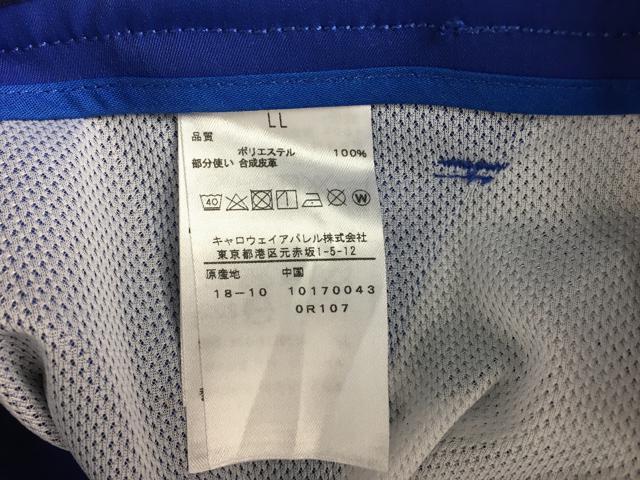 LL
品質
ポリエステル 100%
部分使い 合成皮革
40 W
キャロウェイアパレル株式会社
東京都港区元赤坂1-5-12
原産地 中国
18-10 10170043
0R107